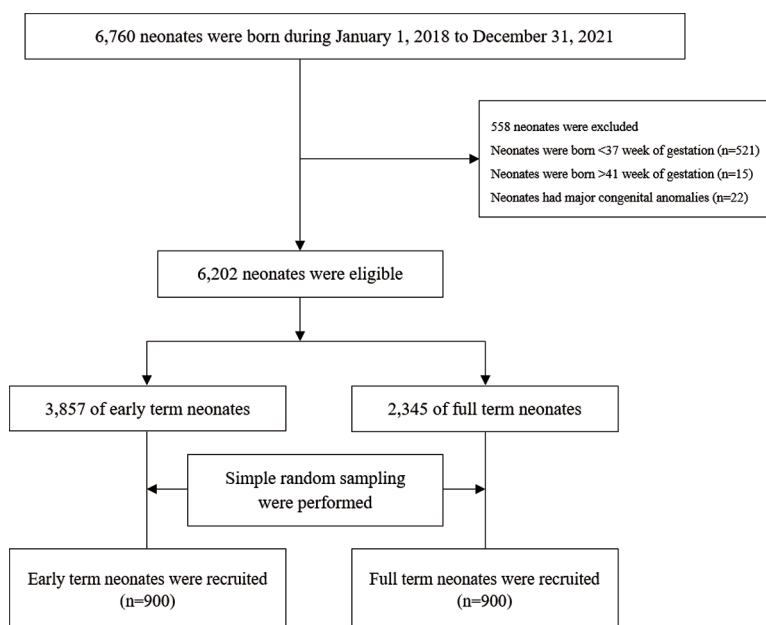 6,760 neonates were born during January 1, 2018 to December 31, 2021
558 neonates were excluded
Neonates were born <37 week of gestation (n=521)
Neonates were born >41 week of gestation (n=15)
Neonates had major congenital anomalies (n=22)
6,202 neonates were eligible
3,857 of early term neonates
2,345 of full term neonates
Simple random sampling
were performed
Early term neonates were recruited
(n=900)
Full term neonates were recruited
(n=900)